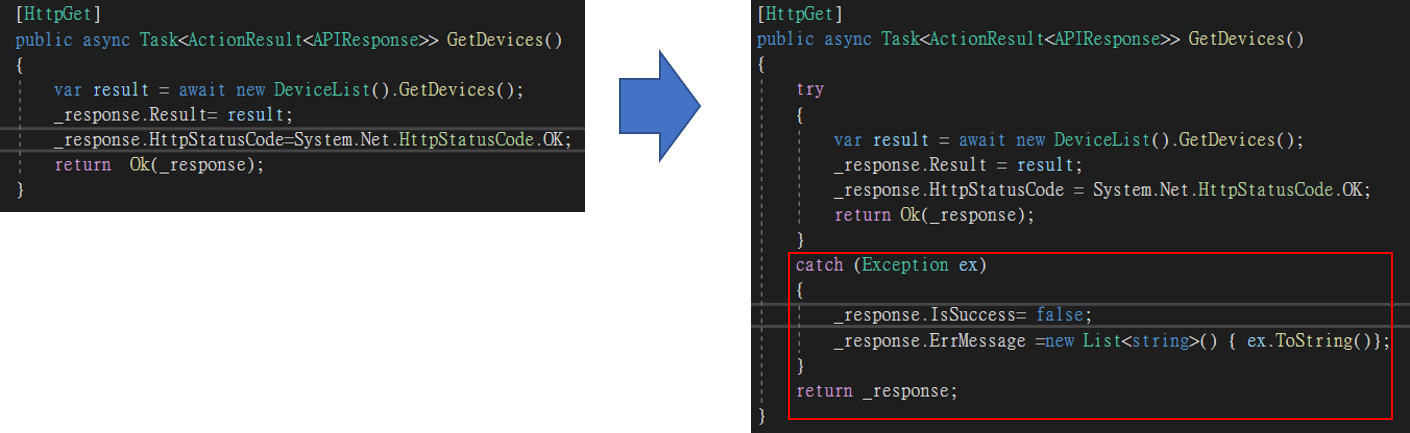 [HttpGet]
public async Task<ActionResult<APIResponse>> GetDevices()
{
var result = await new DeviceList().GetDevices();
_response.Result= result;
_response.HttpStatusCode=System.Net.HttpStatusCode.OK;
return  Ok(_response);
}
[HttpGet]
public async Task<ActionResult<APIResponse>> GetDevices()
{
try
{
var result = await new DeviceList().GetDevices();
_response.Result = result;
_response.HttpStatusCode = System.Net.HttpStatusCode.OK;
return Ok(_response);
}
catch (Exception ex)
{
_response.IsSuccess= false;
_response.ErrMessage =new List<string>() { ex.ToString()};
}
return _response;
}